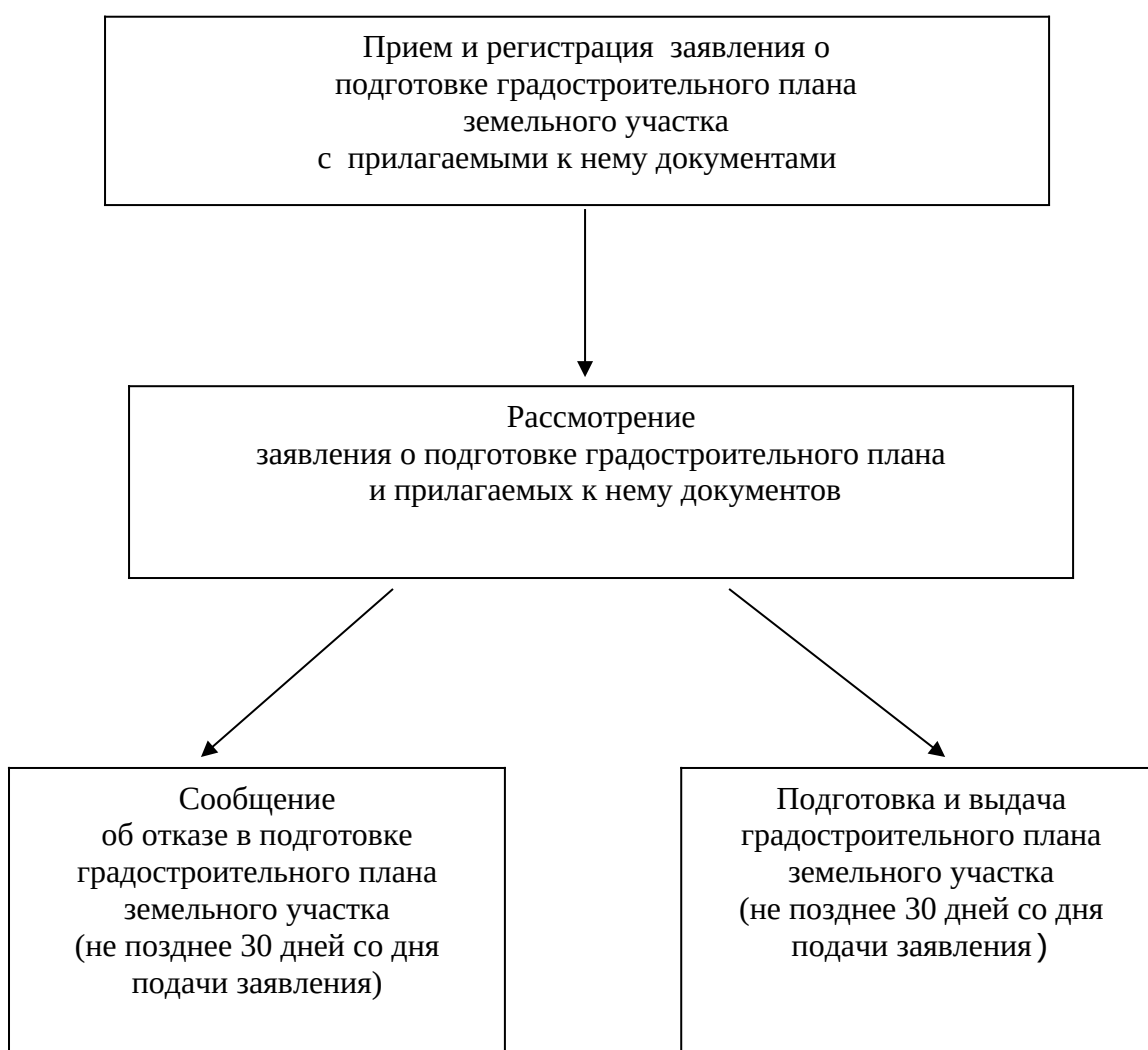 Прием и регистрация заявления о
подготовке градостроительного плана
земельного участка
с прилагаемыми к нему документами
Рассмотрение
заявления о подготовке градостроительного плана
и прилагаемых к нему документов
Сообщение
об отказе в подготовке
градостроительного плана
земельного участка
(не позднее 30 дней со дня
подачи заявления)
Подготовка и выдача
градостроительного плана
земельного участка
(не позднее 30 дней со дня
подачи заявления)